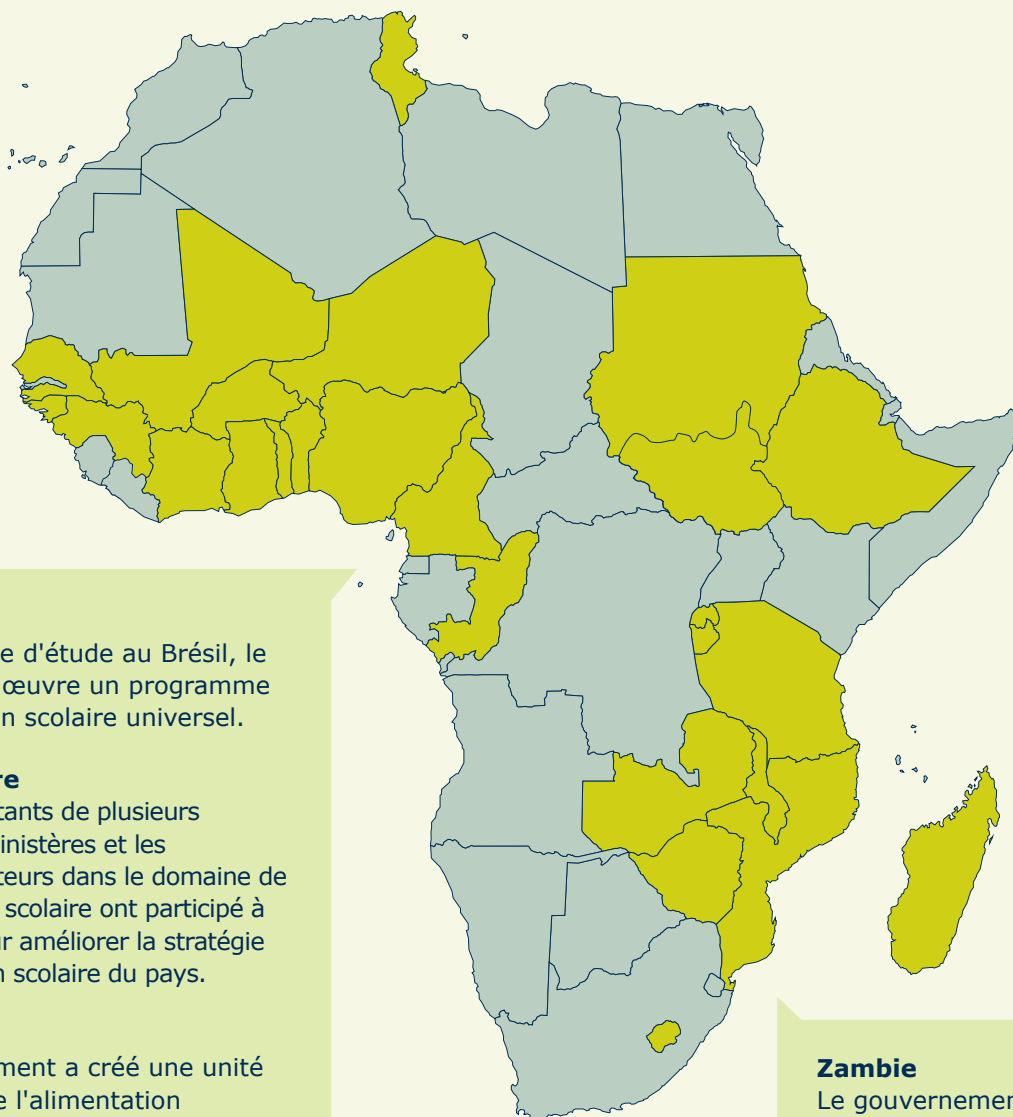 e d'étude au Brésil, le
œuvre un programme
n scolaire universel.
re
tants de plusieurs
inistères et les
teurs dans le domaine de
scolaire ont participé à
ur améliorer la stratégie
n scolaire du pays.
ment a créé une unité
e l'alimentation
Zambie
Le gouvernemen